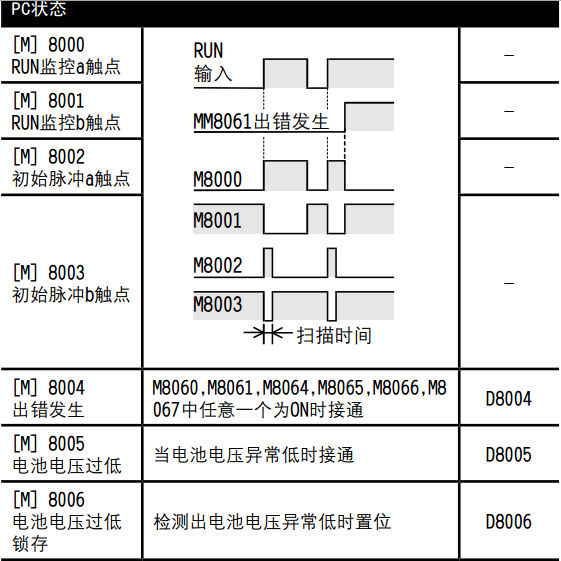 PC状态
[M] 8000
RUN监控a触点
[M] 8001
RUN监控b触点
[M] 8002
初始脉冲a触点
[M] 8003
初始脉冲b触点
RUN
输入
MM8061出错发生
M8000
M8001
M8002
M8003
扫描时间
–
–
–
–
[M] 8004
出错发生
M8060,M8061,M8064,M8065,M8066,M8
067中任意一个为ON时接通
D8004
[M] 8005
电池电压过低
当电池电压异常低时接通
D8005
[M] 8006
电池电压过低
锁存
检测出电池电压异常低时置位
D8006